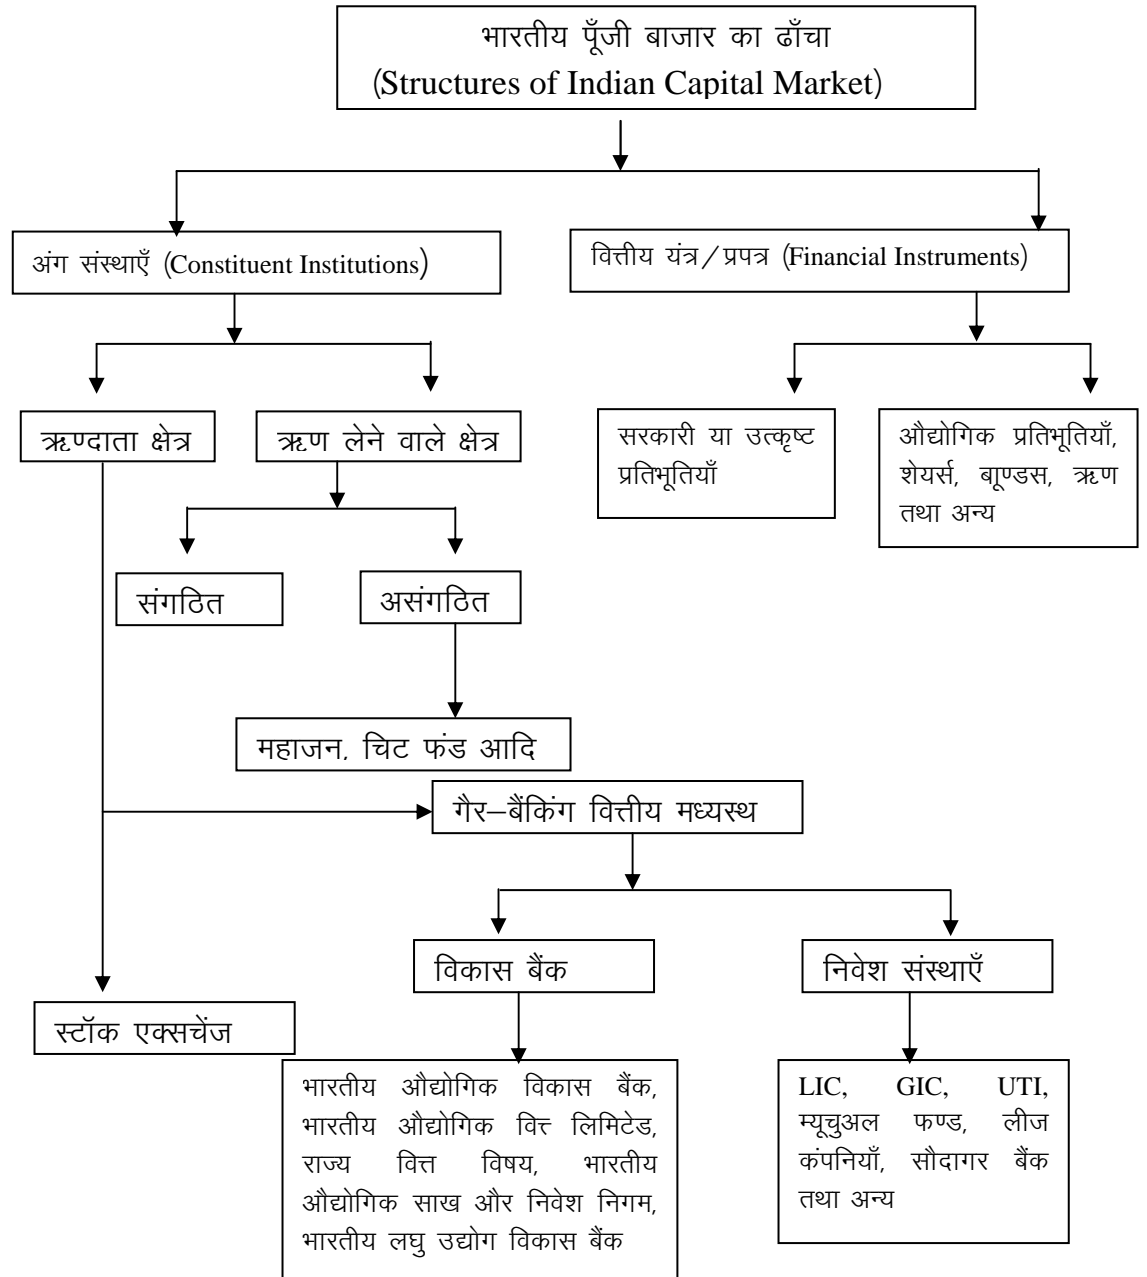 भारतीय पूँजी बाजार का ढाँचा
(Structures of Indian Capital Market)
अंग संस्थाएँ (Constituent Institutions)
वित्तीय यंत्र/प्रपत्र (Financial Instruments)
ऋण्दाता क्षेत्र
ऋण लेने वाले क्षेत्र
सरकारी या उत्कृष्ट
प्रतिभूतियाँ
औद्योगिक प्रतिभूतियाँ,
शेयर्स, बाूण्डस, ऋण
तथा अन्य
संगठित
असंगठित
महाजन, चिट फंड आदि
गैर–बैंकिंग वित्तीय मध्यस्थ
विकास बैंक
निवेश संस्थाएँ
स्टॉक एक्सचेंज
भारतीय औद्योगिक विकास बैंक,
भारतीय औद्योगिक वित्त लिमिटेड,
राज्य वित्त विषय, भारतीय
औद्योगिक साख और निवेश निगम,
भारतीय लघु उद्योग विकास बैंक
LIC, GIC, UTI,
म्यूचुअल फण्ड, लीज
कंपनियाँ, सौदागर बैंक
तथा अन्य